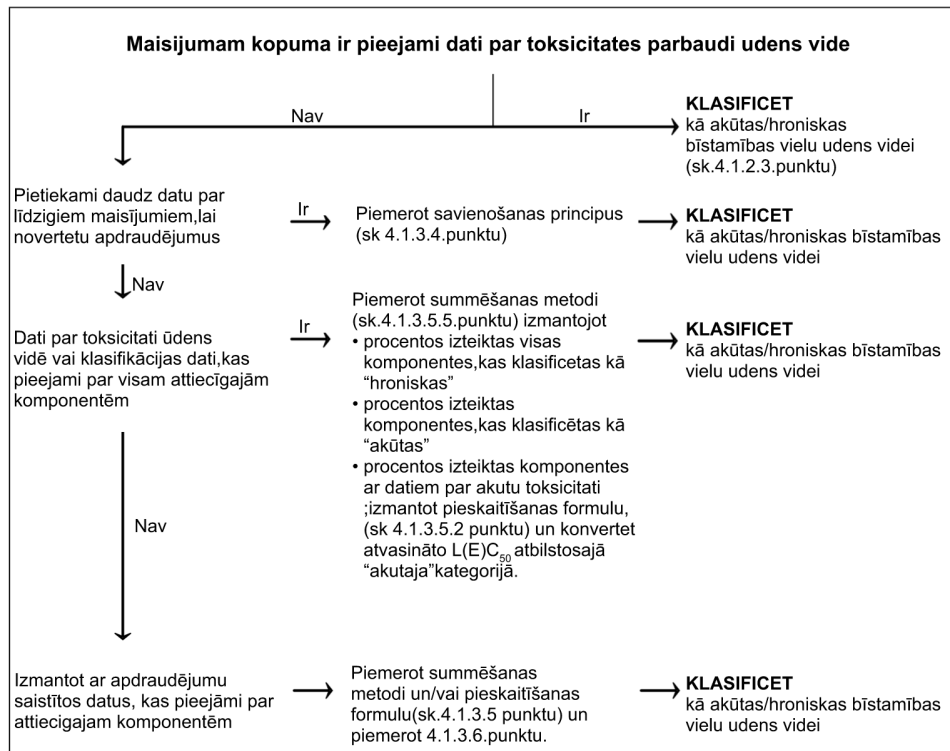 Maisijumam kopuma ir pieejami dati par toksicitates parbaudi udens vide
Nav
Ir
KLASIFICET
kā akūtas/hroniskas
bīstamības vielu udens videi
(sk.4.1.2.3.punktu)
Pietiekami daudz datu par
līdzigiem maisījumiem,lai
novertetu apdraudējumus
Ir
Piemerot savienošanas principus
(sk 4.1.3.4.punktu)
KLASIFICET
kā akūtas/hroniskas bīstamības
vielu udens videi
Nav
Dati par toksicitati ūdens
vidē vai klasifikācijas dati,kas
pieejami par visam attiecīgajām
komponentēm
Ir
Piemerot summēšanas metodi
(sk.4.1.3.5.5.punktu) izmantojot
• procentos izteiktas visas
komponentes,kas klasificetas kā
“hroniskas”
• procentos izteiktas
komponentes,kas klasificētas kā
“akūtas”
• procentos izteiktas komponentes
ar datiem par akutu toksicitati
;izmantot pieskaitīšanas formulu,
(sk 4.1.3.5.2 punktu) un konvertet
atvasināto L(E)C₅₀ atbilstosajā
“akutaja”kategorijā.
KLASIFICET
kā akūtas/hroniskas bīstamības
vielu udens videi
Nav
Izmantot ar apdraudējumu
saistītos datus, kas pieejāmi par
attiecigajam komponentēm
Piemerot summēšanas
metodi un/vai pieskaitīšanas
formulu(sk.4.1.3.5 punktu) un
piemerot 4.1.3.6.punktu.
KLASIFICET
kā akūtas/hroniskas bīstamības
vielu udens videi